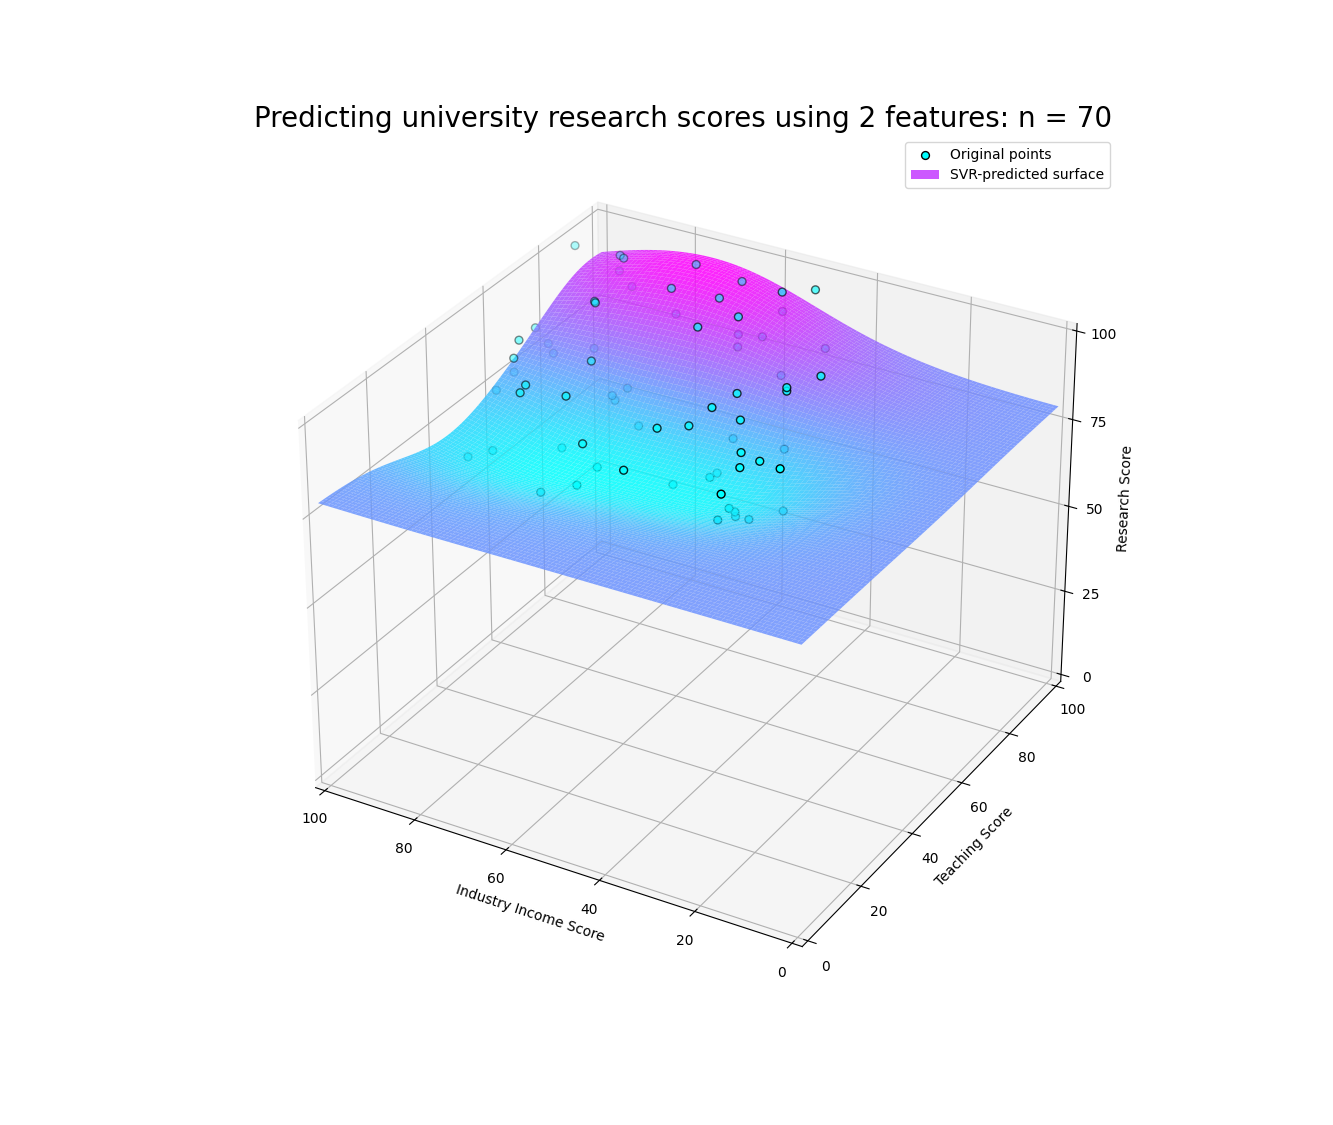 Predicting university research scores using 2 features: n = 70
Original points
SVR-predicted surface
100
75
50
25
0
Research Score
100
80
60
40
20
0
Teaching Score
100
80
60
40
20
0
Industry Income Score